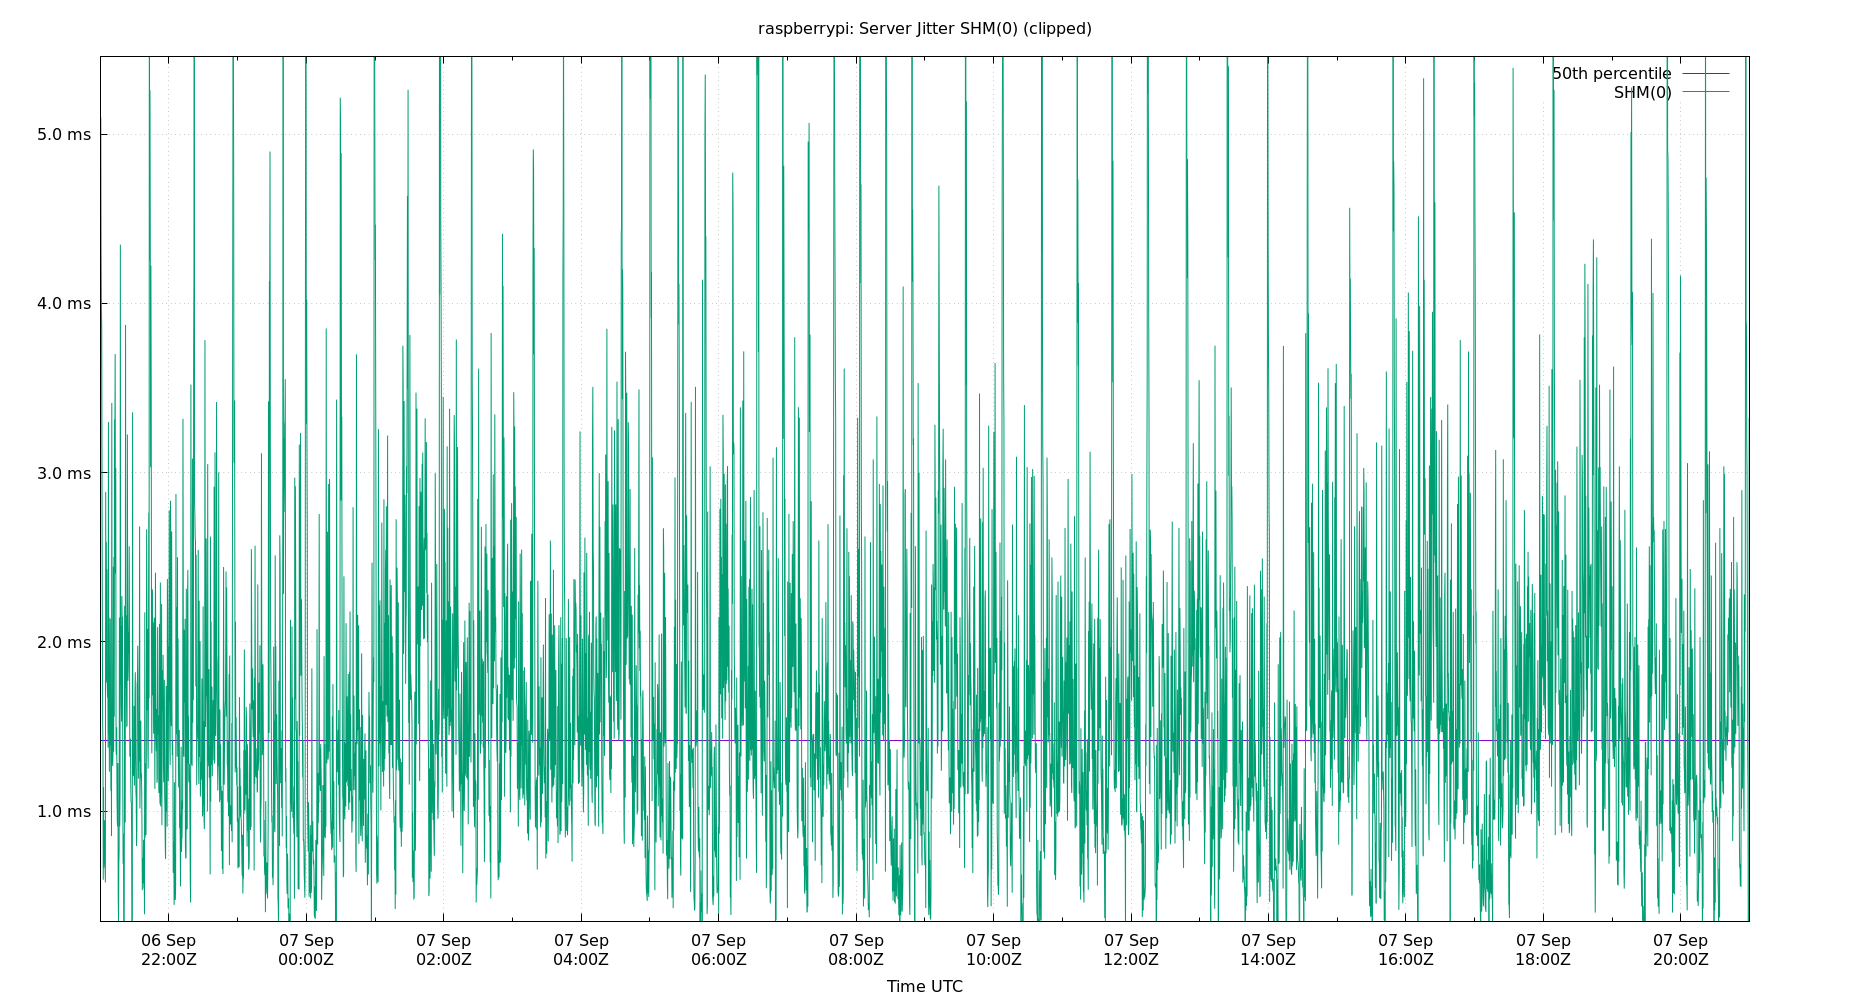 raspberrypi: Server Jitter SHM(0) (clipped)
50th percentile
SHM(0)
5.0 ms
4.0 ms
3.0 ms
2.0 ms
1.0 ms
06 Sep 07 Sep 07 Sep 07 Sep 07 Sep 07 Sep 07 Sep 07 Sep 07 Sep 07 Sep 07 Sep 07 Sep
22:00Z 00:00Z 02:00Z 04:00Z 06:00Z 08:00Z 10:00Z 12:00Z 14:00Z 16:00Z 18:00Z 20:00Z
Time UTC